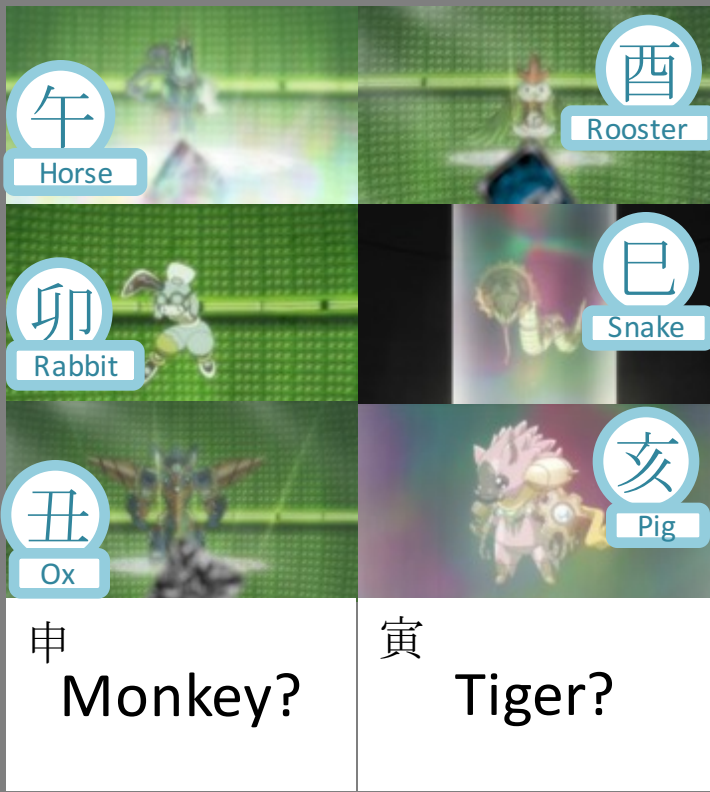 午
Horse
酉
Rooster
卯
Rabbit
巳
Snake
丑
Ox
亥
Pig
申
Monkey?
寅
Tiger?